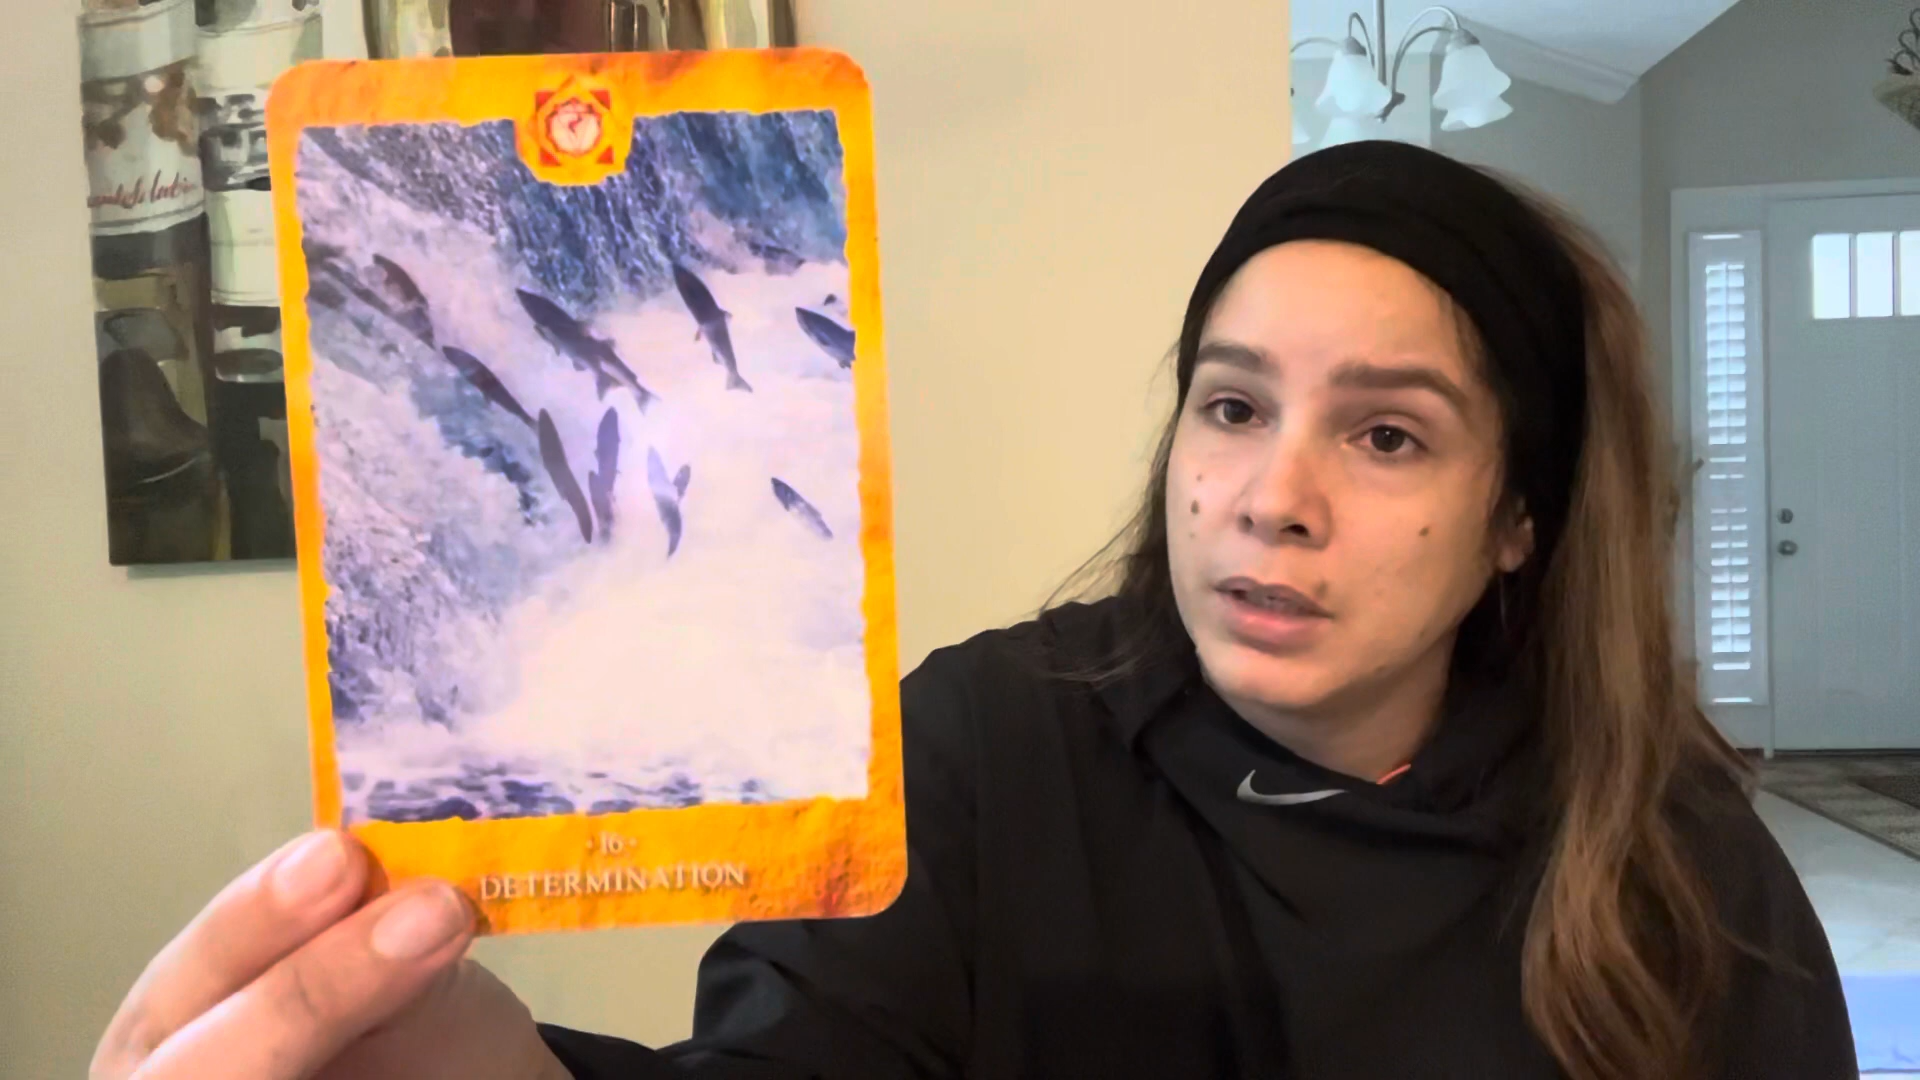 · 16 ·
DETERMINATION